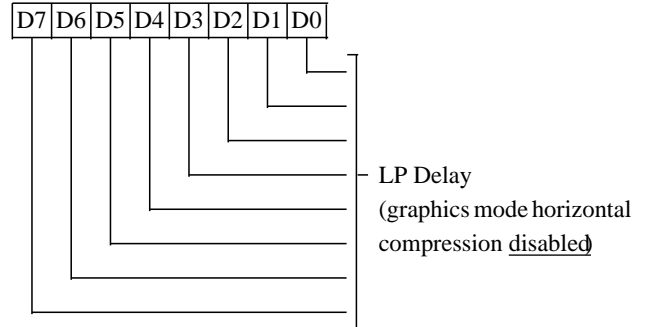 D7 D6 D5 D4 D3 D2 D1 D0
LP Delay
(graphics mode horizontal
compression disabled)